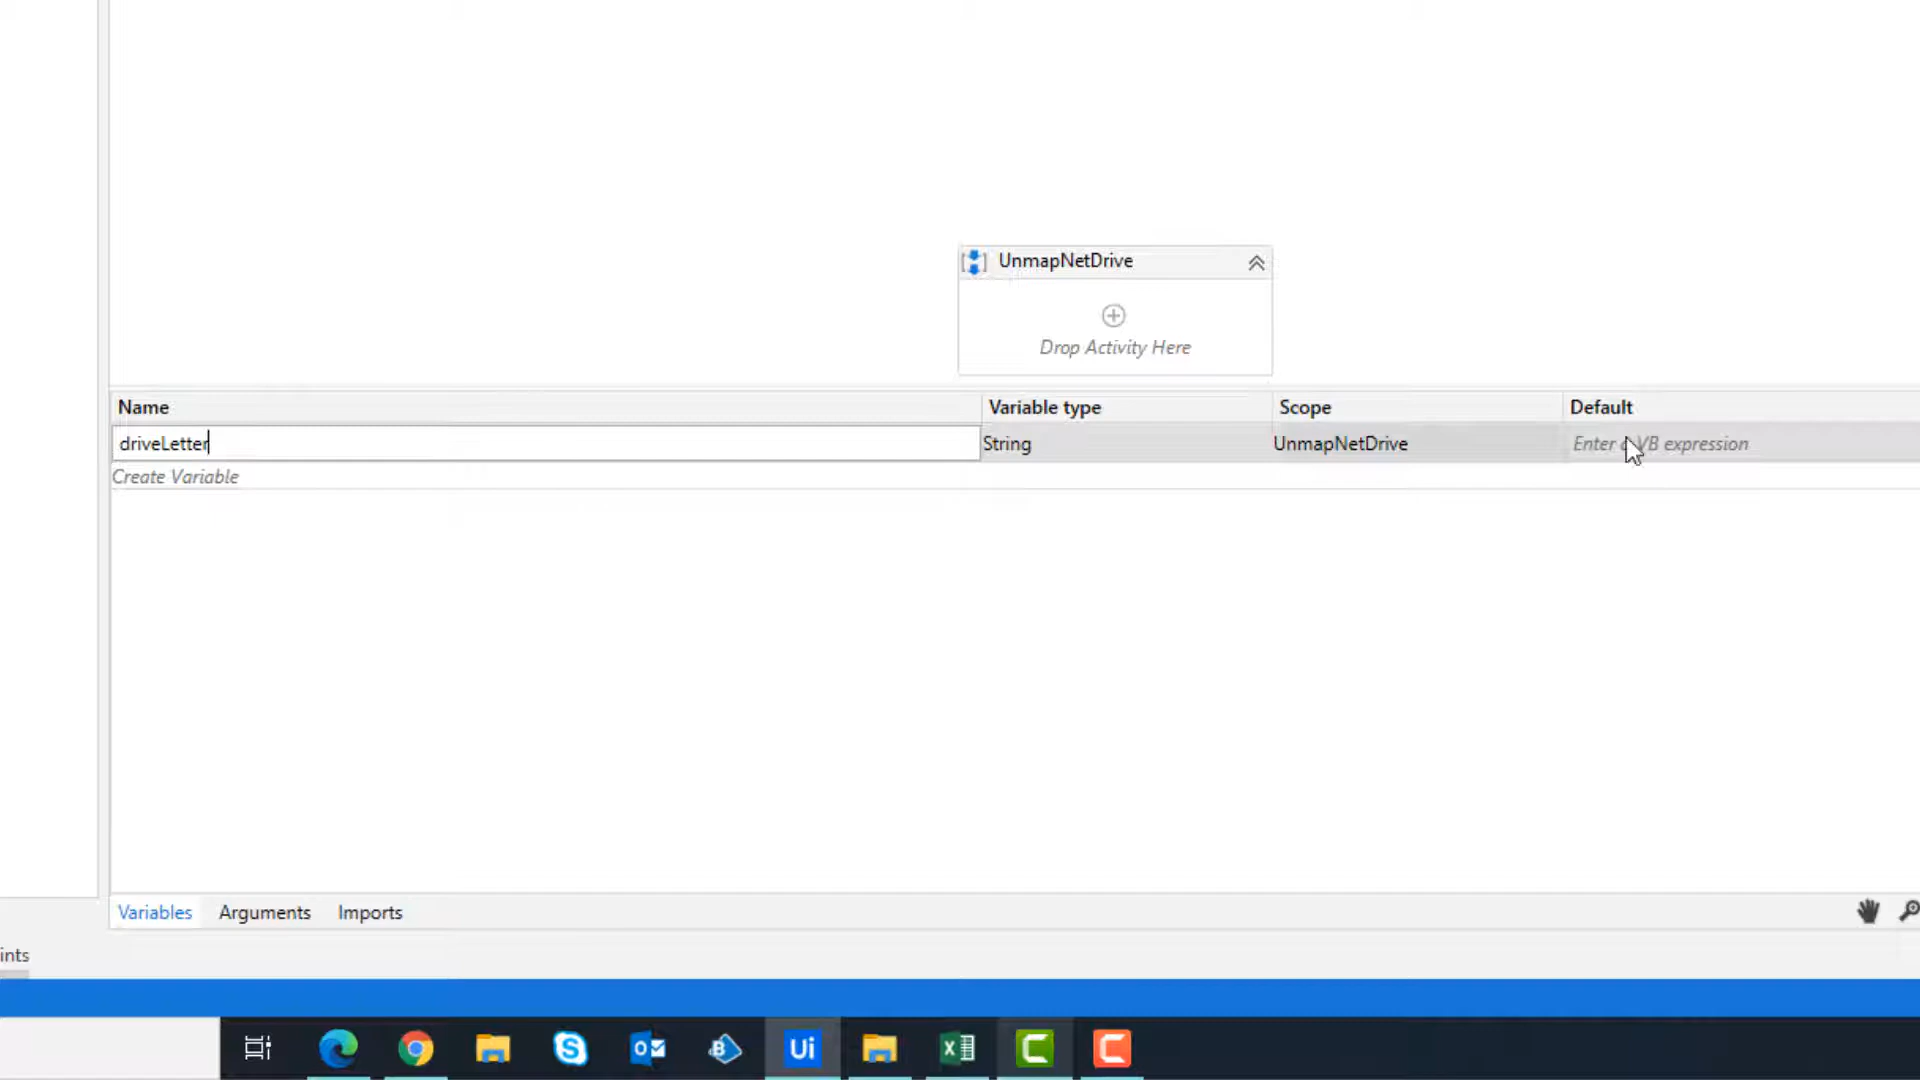 UnmapNetDrive
Drop Activity Here
Name Variable type Scope Default
driveLetter String UnmapNetDrive Enter a VB expression
Create Variable
Variables Arguments Imports
ints
Ui